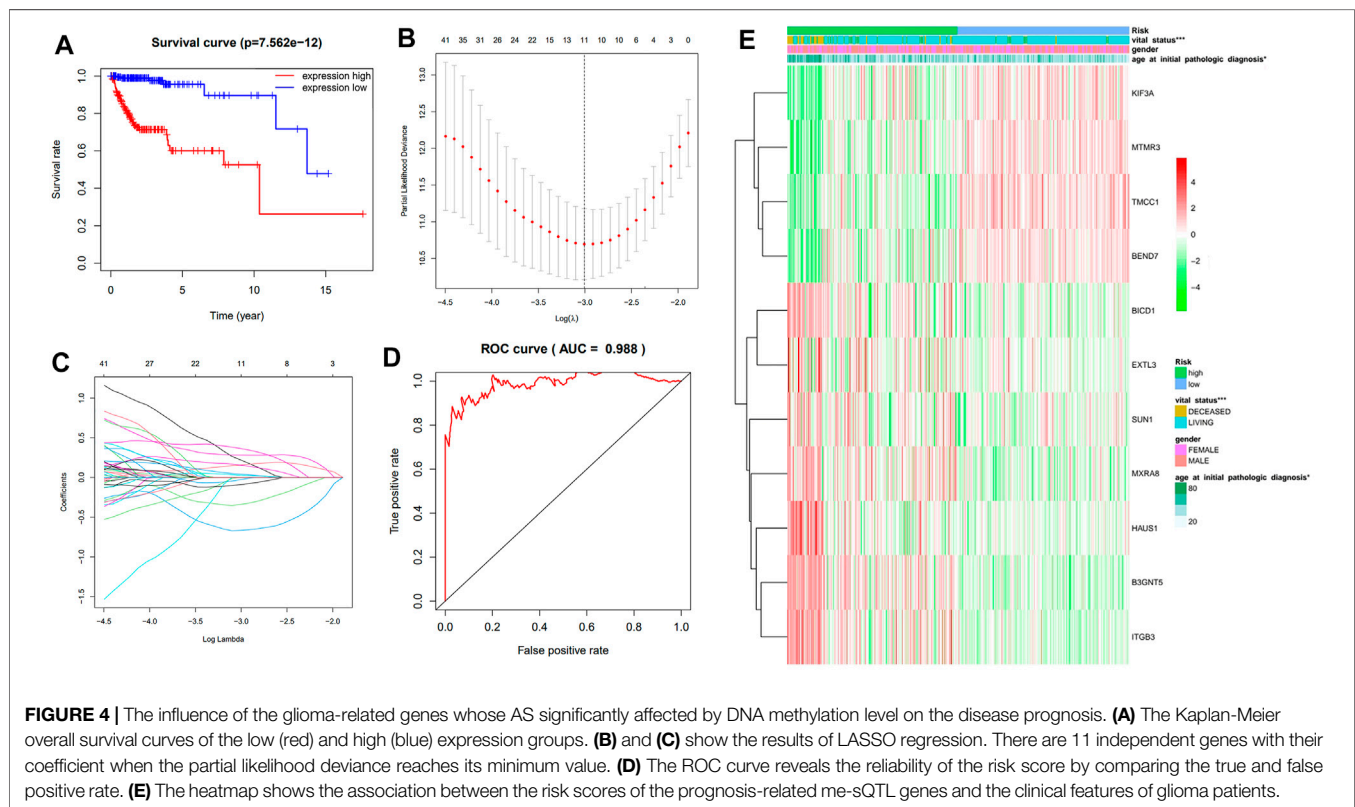 A
Survival curve (p=7.562e−12)
expression high
expression low
Survival rate
0.0 0.2 0.4 0.6 0.8 1.0
0 5 10 15
Time (year)
B
41 35 31 26 24 22 15 13 11 10 10 6 4 3 0
Partial Likelihood Deviance
10.5 11.0 11.5 12.0 12.5 13.0
−4.5 −4.0 −3.5 −3.0 −2.5 −2.0
Log(λ)
C
41 27 22 11 8 3
Coefficients
−1.5 −1.0 −0.5 0.0 0.5 1.0
−4.5 −4.0 −3.5 −3.0 −2.5 −2.0
Log Lambda
D
ROC curve ( AUC = 0.988 )
True positive rate
0.0 0.2 0.4 0.6 0.8 1.0
0.0 0.2 0.4 0.6 0.8 1.0
False positive rate
E
Risk
vital status***
gender
age at initial pathologic diagnosis*
KIF3A
MTMR3
TMCC1
BEND7
BICD1
EXTL3
SUN1
MXRA8
HAUS1
B3GNT5
ITGB3
4
2
0
−2
−4
Risk
high
low
vital status***
DECEASED
LIVING
gender
FEMALE
MALE
age at initial pathologic diagnosis*
80
20
FIGURE 4 | The influence of the glioma-related genes whose AS significantly affected by DNA methylation level on the disease prognosis. (A) The Kaplan-Meier
overall survival curves of the low (red) and high (blue) expression groups. (B) and (C) show the results of LASSO regression. There are 11 independent genes with their
coefficient when the partial likelihood deviance reaches its minimum value. (D) The ROC curve reveals the reliability of the risk score by comparing the true and false
positive rate. (E) The heatmap shows the association between the risk scores of the prognosis-related me-sQTL genes and the clinical features of glioma patients.